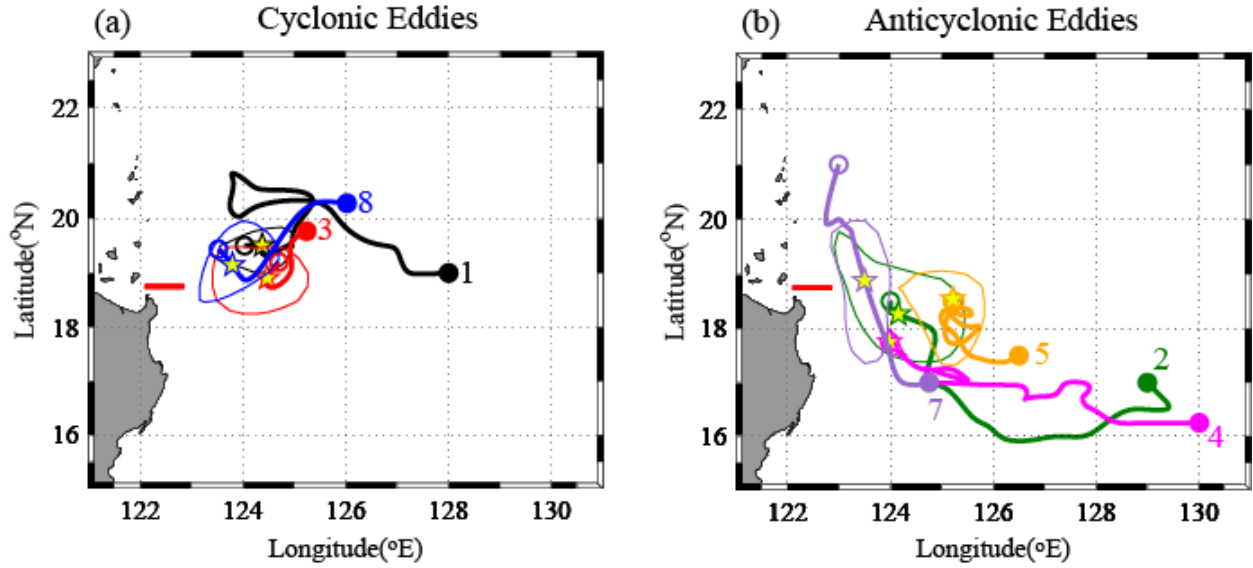 (a) Cyclonic Eddies
22
20
18
16
Latitude(°N)
122 124 126 128 130
Longitude(°E)
8
3
1
(b) Anticyclonic Eddies
22
20
18
16
Latitude(°N)
122 124 126 128 130
Longitude(°E)
5
2
7
4